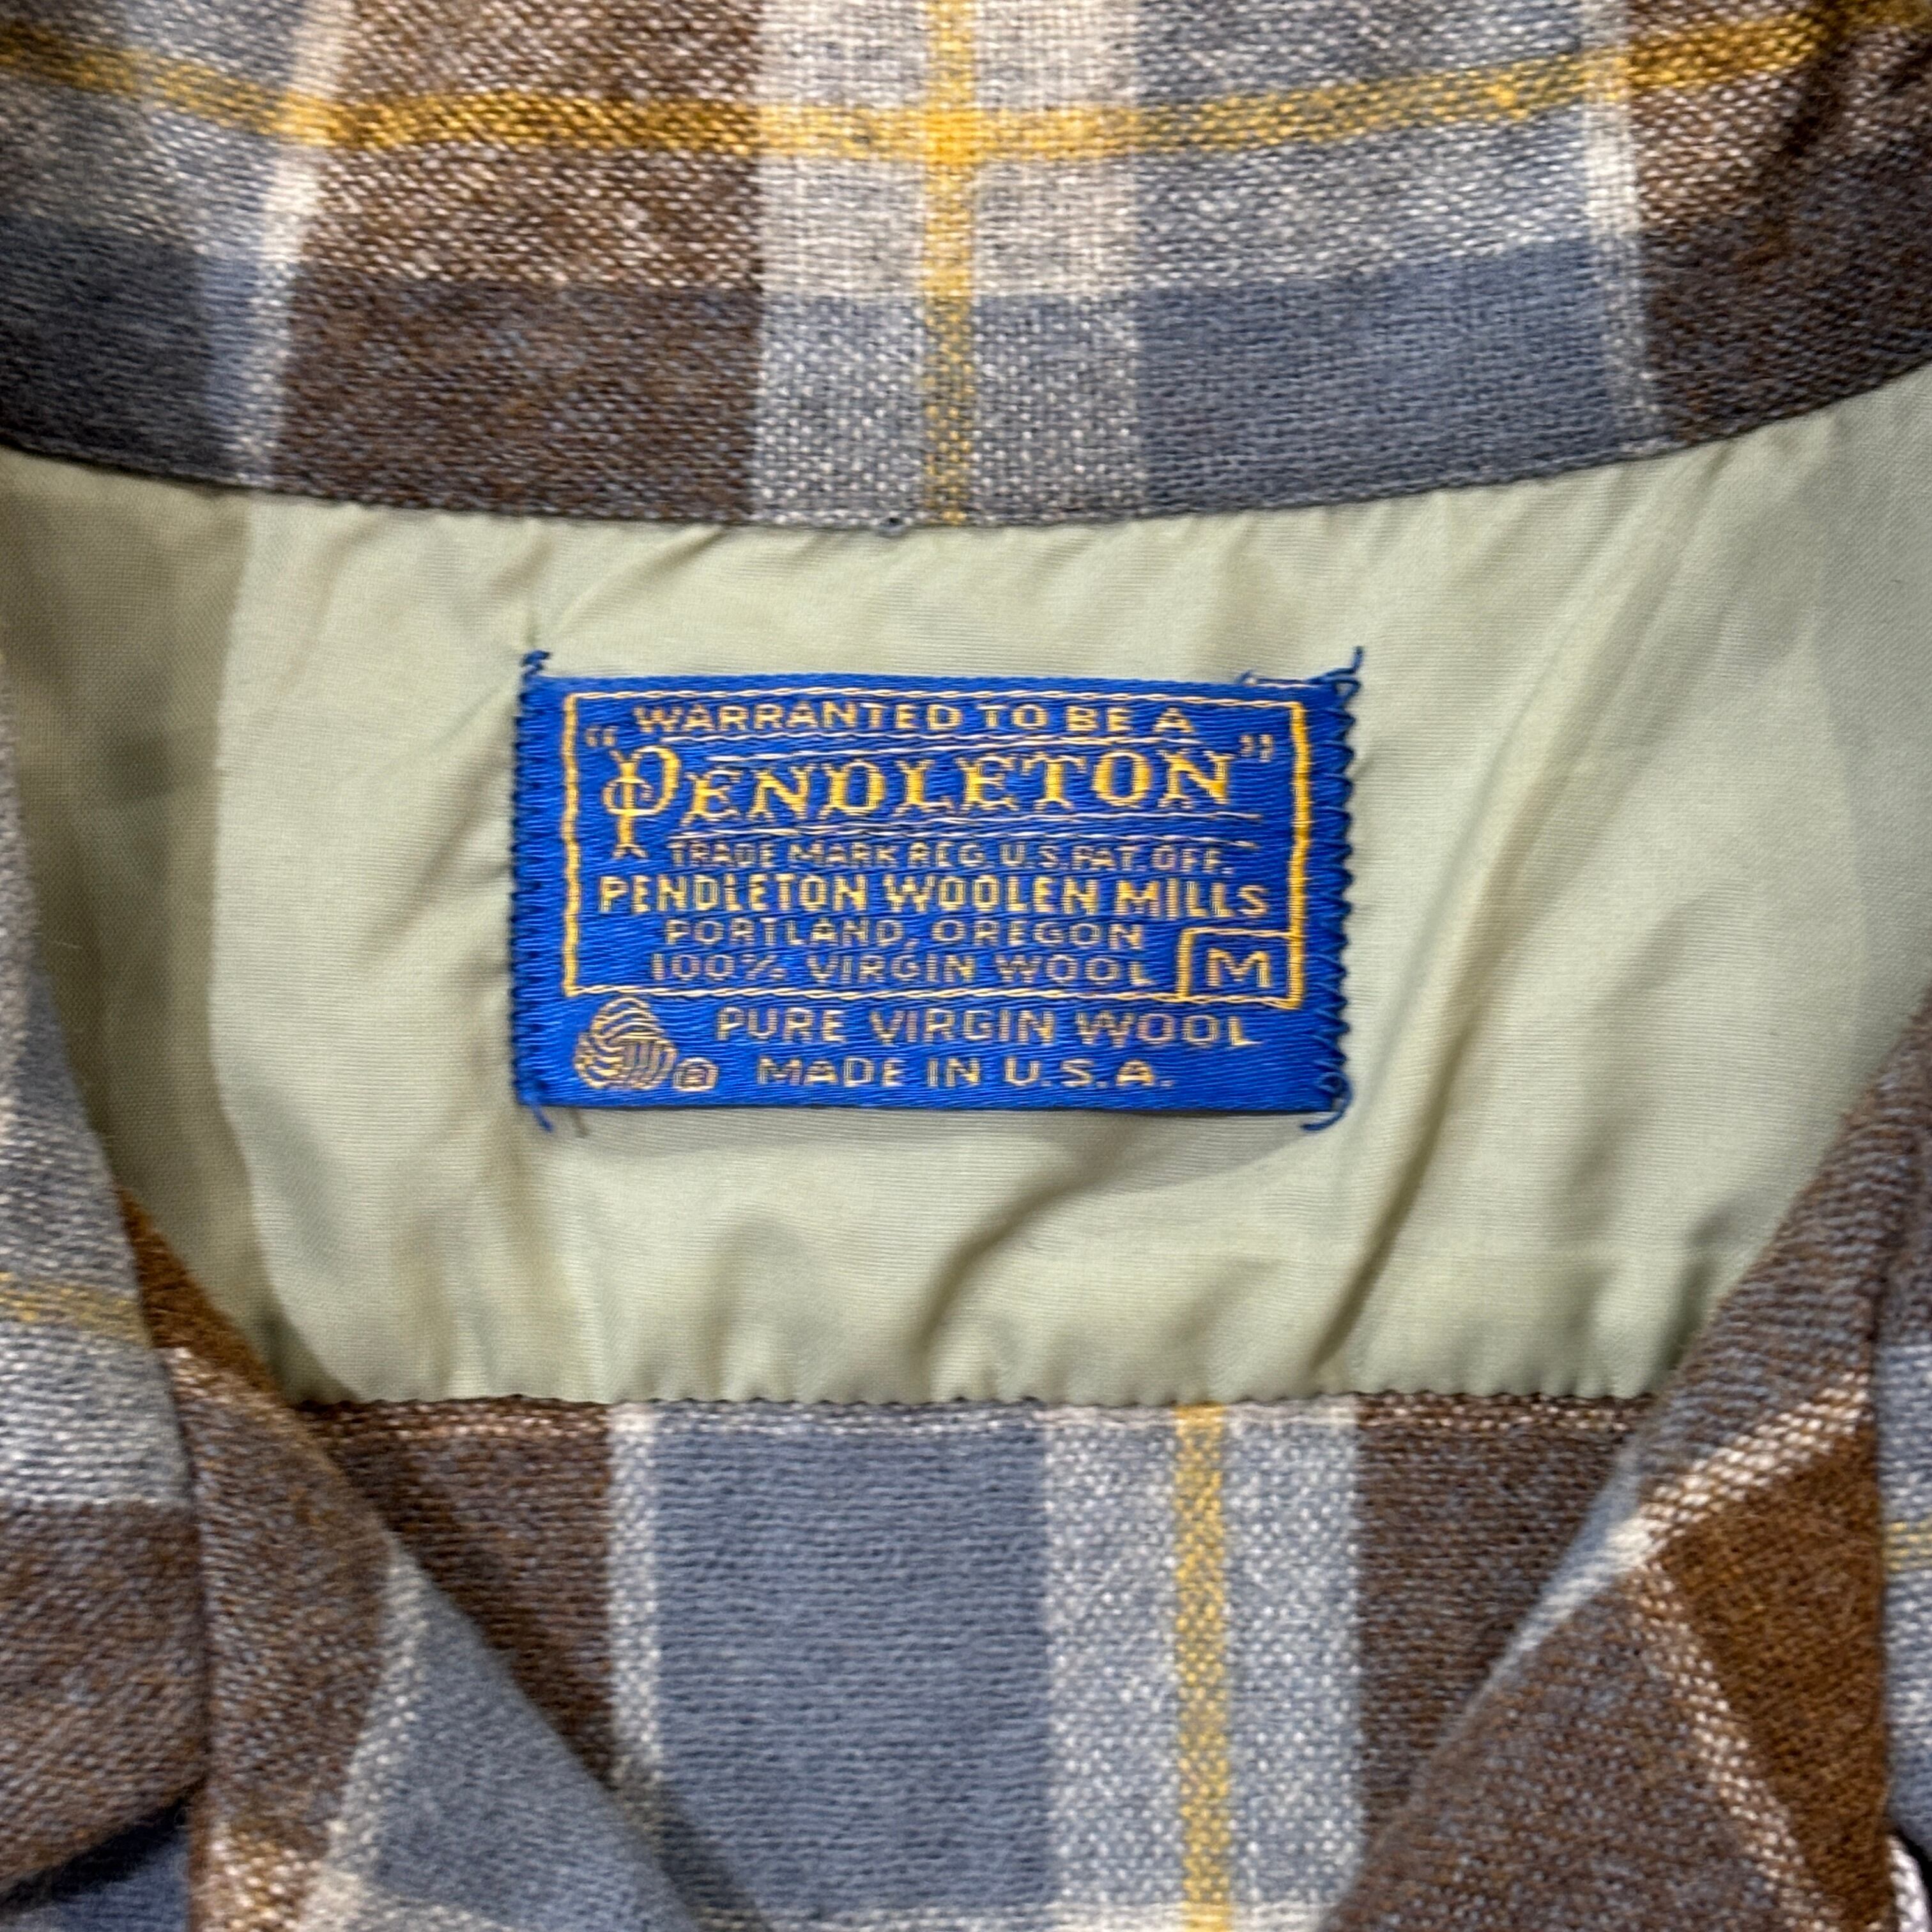 WARRANTED TO BE A
"PENDLETON"
TRADE MARK REG. U.S. PAT. OFF.
PENDLETON WOOLEN MILLS
PORTLAND, OREGON
100% VIRGIN WOOL M
PURE VIRGIN WOOL
® MADE IN U.S.A.